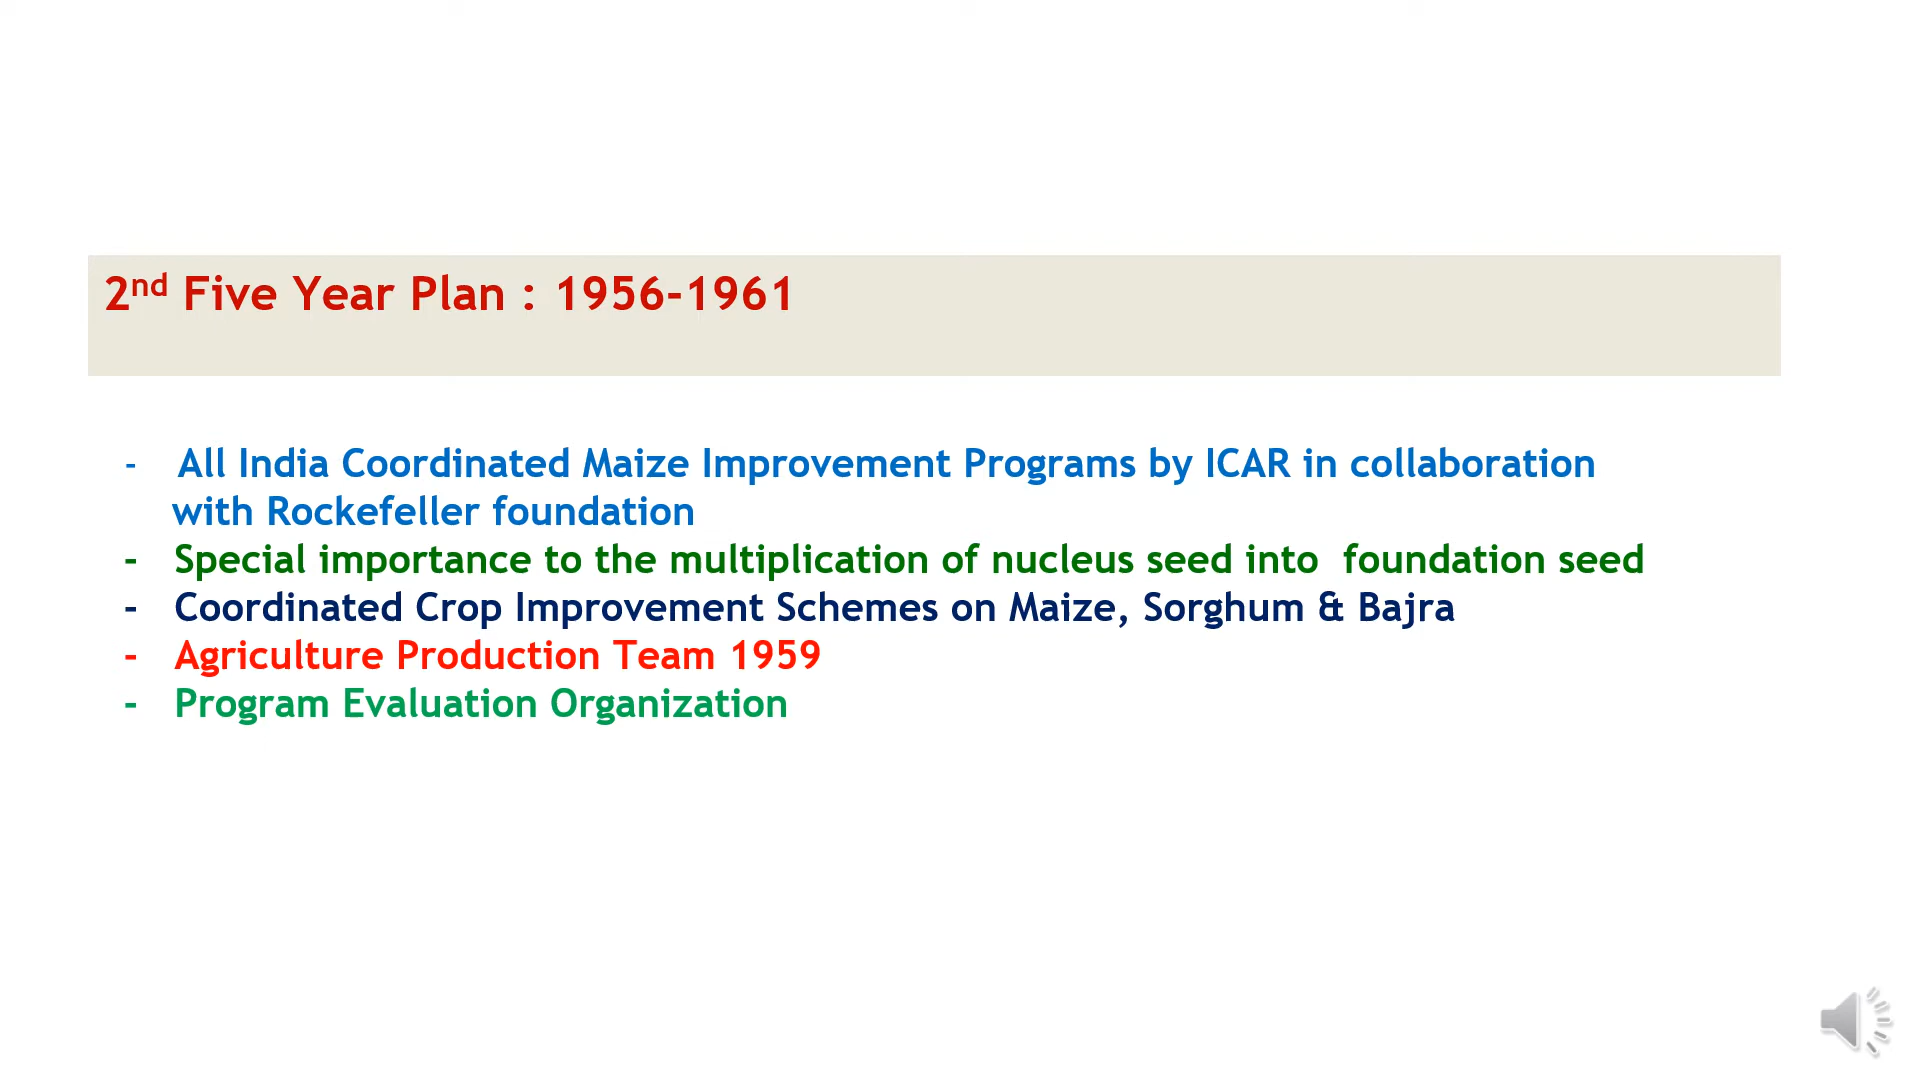 2nd Five Year Plan : 1956-1961
- All India Coordinated Maize Improvement Programs by ICAR in collaboration
with Rockefeller foundation
- Special importance to the multiplication of nucleus seed into foundation seed
- Coordinated Crop Improvement Schemes on Maize, Sorghum & Bajra
- Agriculture Production Team 1959
- Program Evaluation Organization